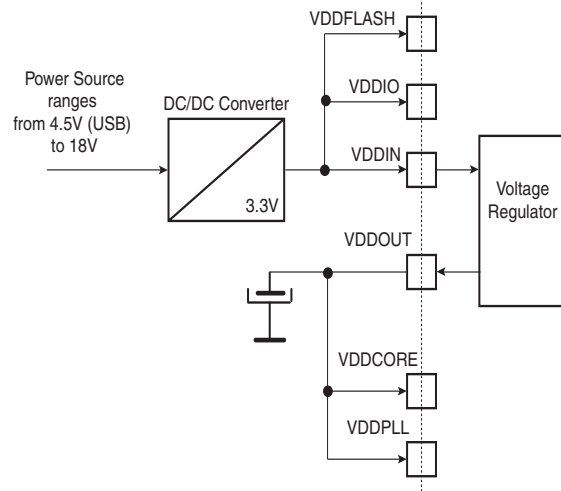 VDDFLASH
Power Source
ranges
from 4.5V (USB)
to 18V
DC/DC Converter
VDDIO
VDDIN
3.3V
Voltage
Regulator
VDDOUT
VDDCORE
VDDPLL